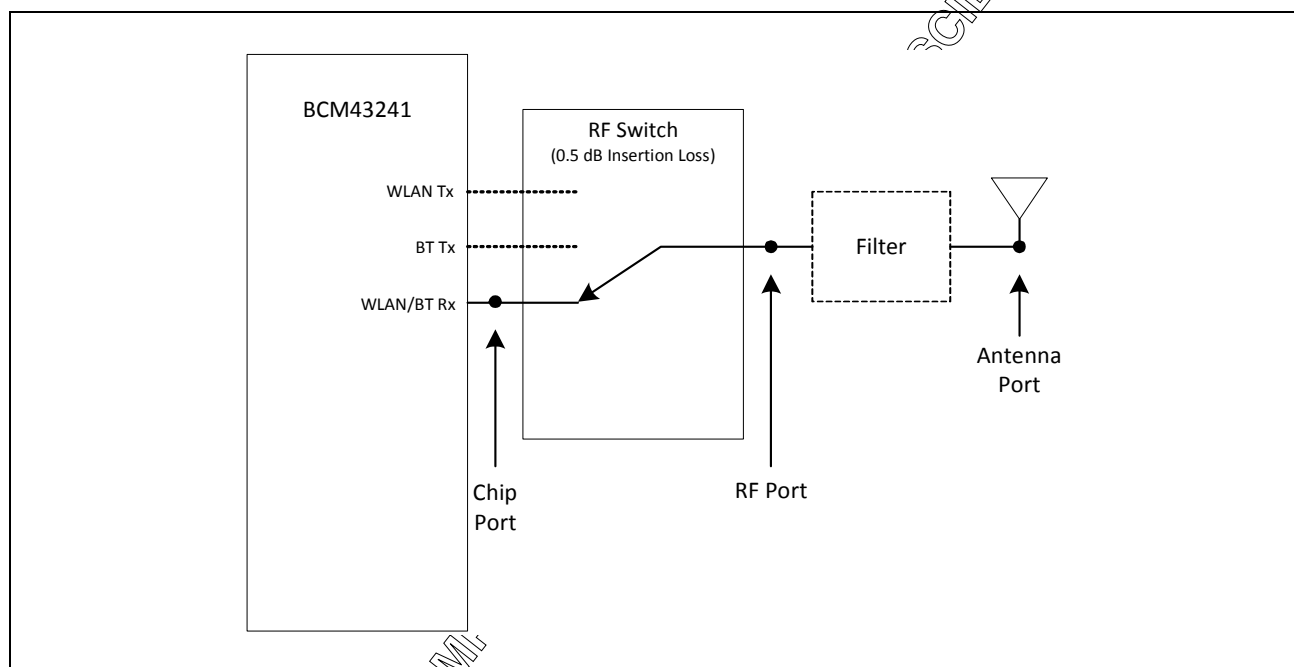 BCM43241
RF Switch
(0.5 dB Insertion Loss)
WLAN Tx
BT Tx
WLAN/BT Rx
Filter
Antenna
Port
Chip
Port
RF Port